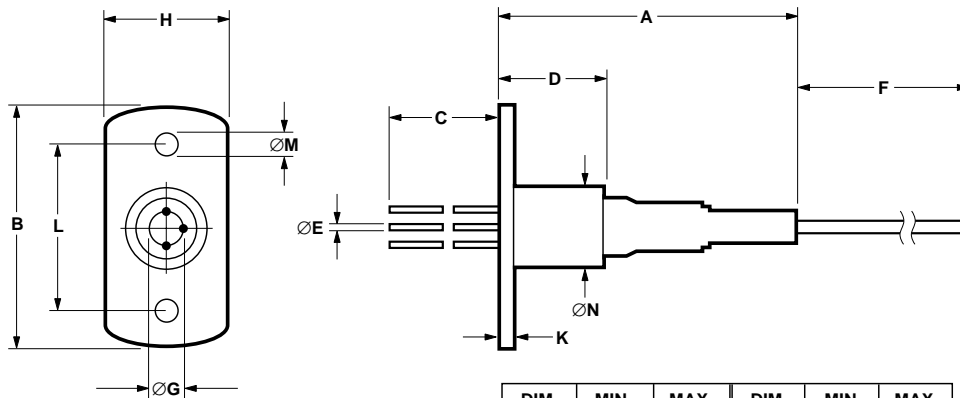 H
A
D
F
C
∅M
B
L
∅E
∅N
K
∅G
DIM. MIN. MAX. DIM. MIN. MAX.